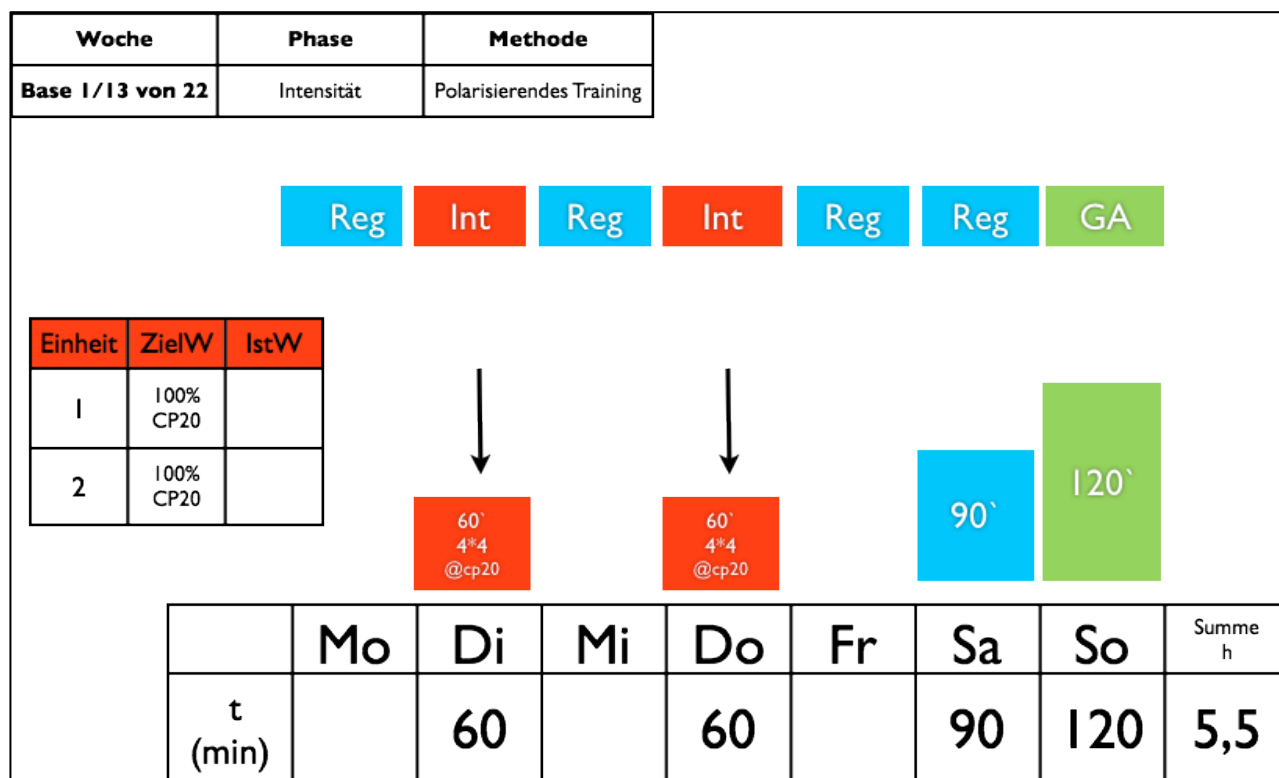 Woche Phase Methode
Base 1/13 von 22 Intensität Polarisierendes Training
Reg Int Reg Int Reg Reg GA
Einheit ZielW IstW
1 100% CP20
2 100% CP20
60`
4*4
@cp20
60`
4*4
@cp20
90`
120`
Mo Di Mi Do Fr Sa So Summe h
t (min) 60 60 90 120 5,5